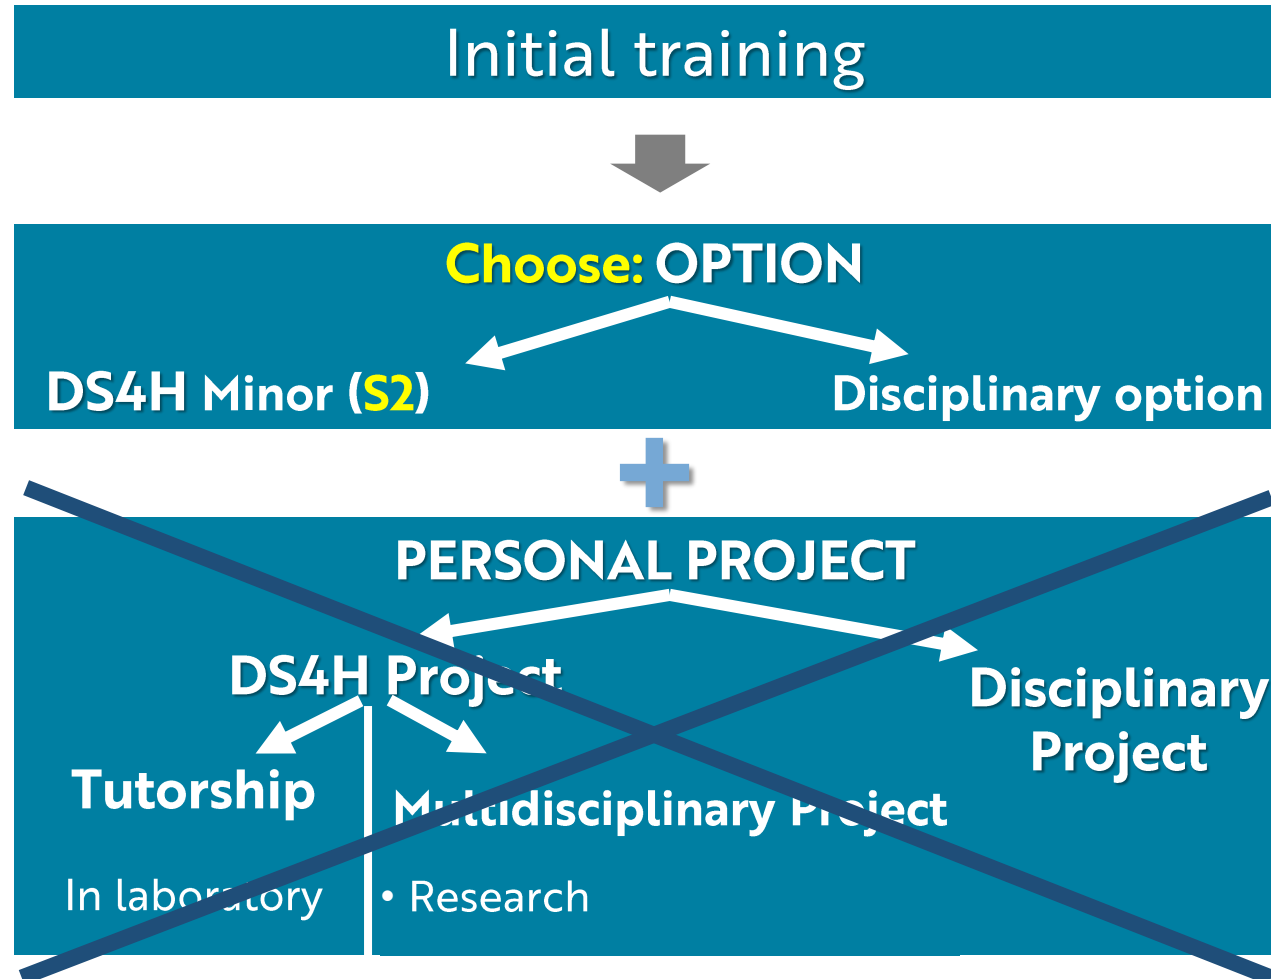 Initial training
Choose: OPTION
DS4H Minor (S2)
Disciplinary option
PERSONAL PROJECT
DS4H Project
Disciplinary
Project
Tutorship
Multidisciplinary Project
In laboratory
• Research